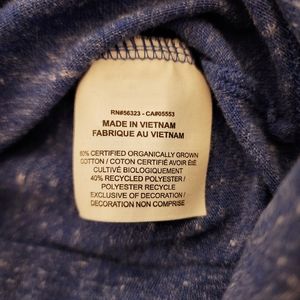 RN#56323 - CA#05553
MADE IN VIETNAM
FABRIQUE AU VIETNAM
60% CERTIFIED ORGANICALLY GROWN
COTTON / COTON CERTIFIÉ AVOIR ÉTÉ
CULTIVÉ BIOLOGIQUEMENT
40% RECYCLED POLYESTER /
POLYESTER RECYCLE
EXCLUSIVE OF DECORATION /
DECORATION NON COMPRISE